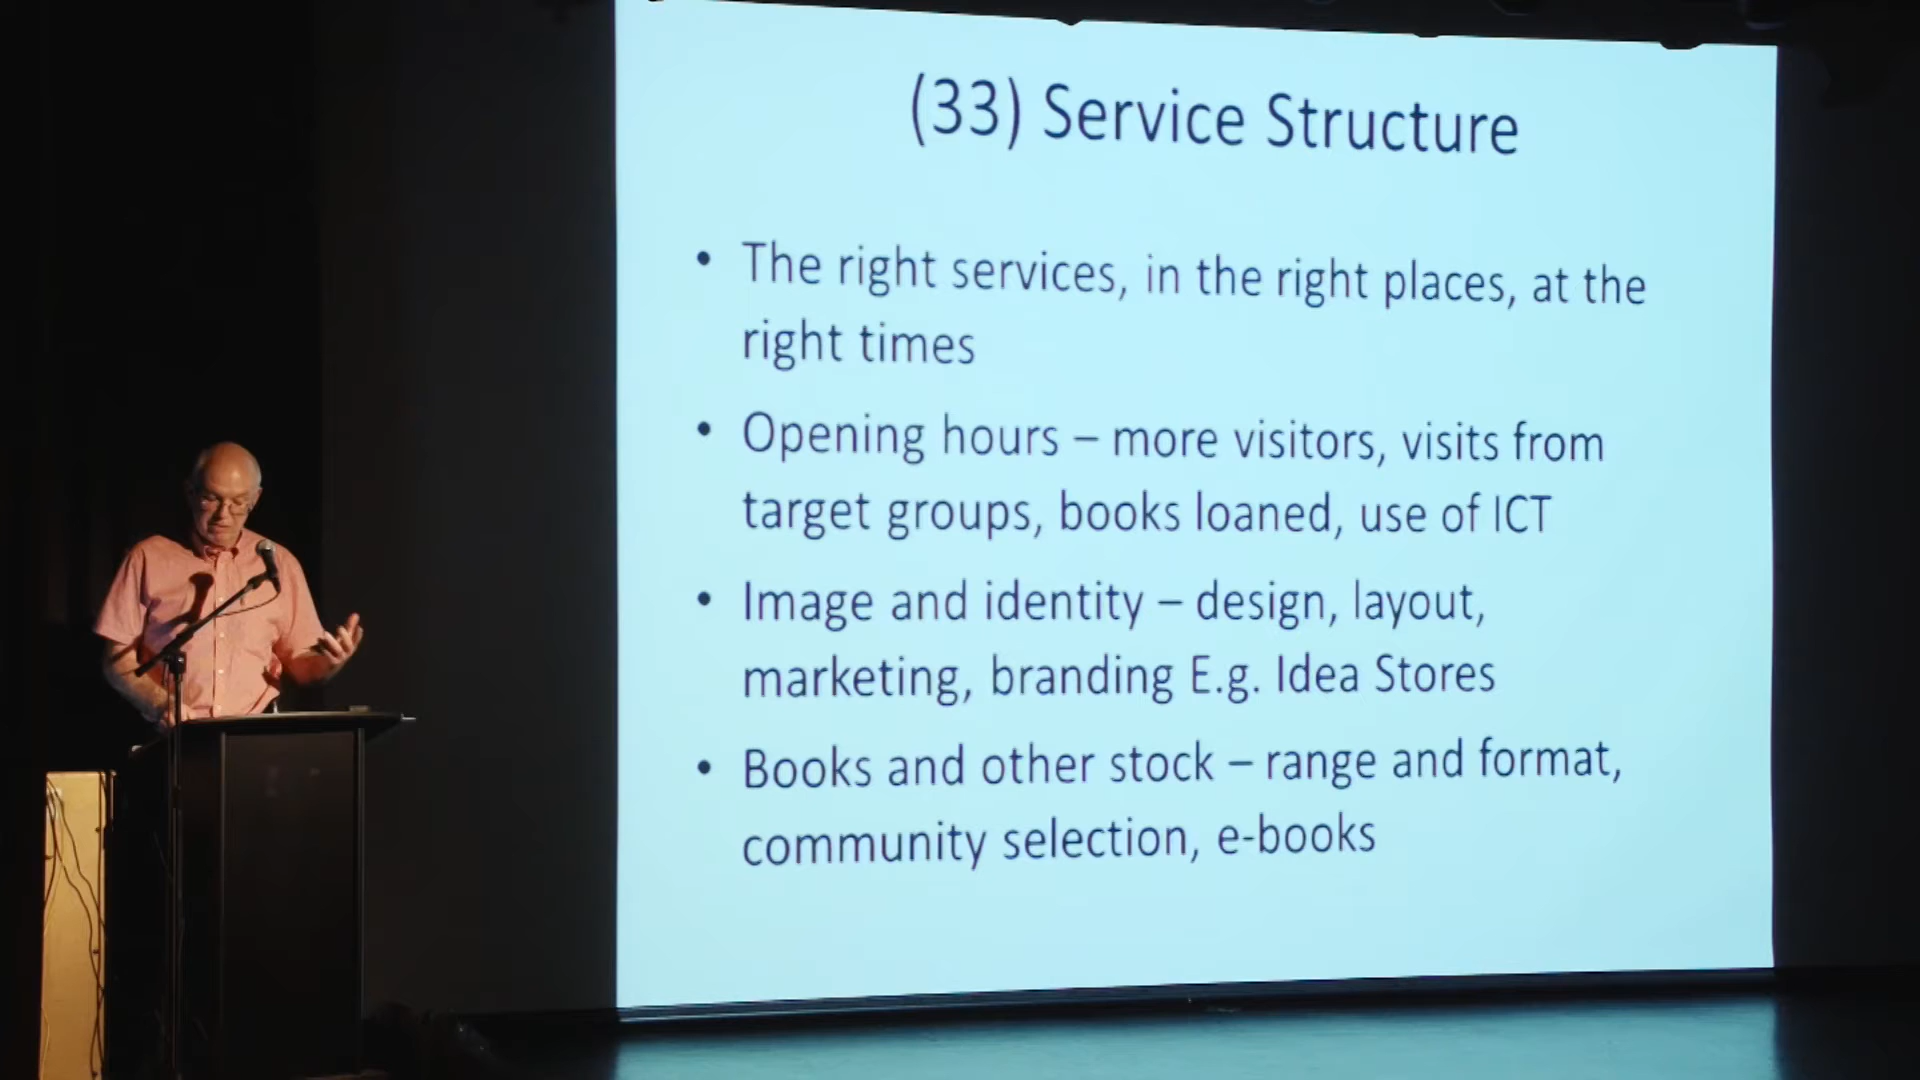 (33) Service Structure
• The right services, in the right places, at the
right times
• Opening hours – more visitors, visits from
target groups, books loaned, use of ICT
• Image and identity – design, layout,
marketing, branding E.g. Idea Stores
• Books and other stock – range and format,
community selection, e-books